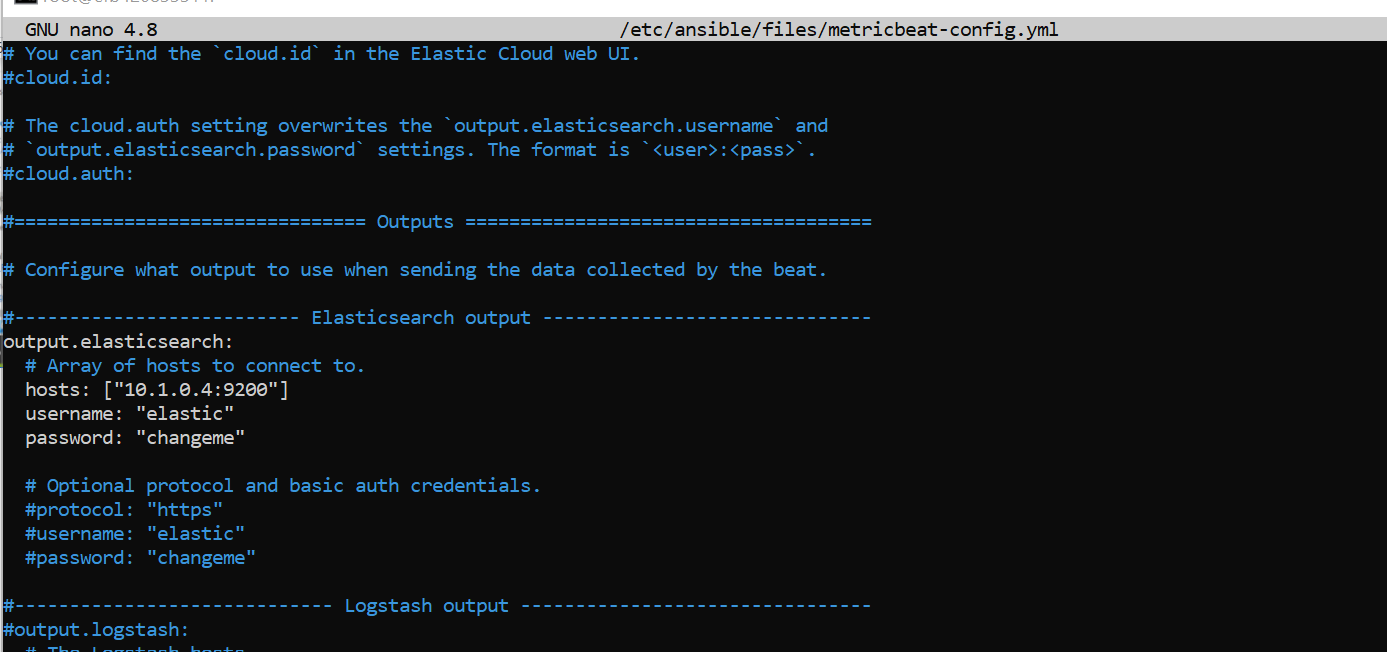 GNU nano 4.8 /etc/ansible/files/metricbeat-config.yml
# You can find the `cloud.id` in the Elastic Cloud web UI.
#cloud.id:
# The cloud.auth setting overwrites the `output.elasticsearch.username` and
# `output.elasticsearch.password` settings. The format is `<user>:<pass>`.
#cloud.auth:
#================================ Outputs =====================================
# Configure what output to use when sending the data collected by the beat.
#-------------------------- Elasticsearch output ------------------------------
output.elasticsearch:
# Array of hosts to connect to.
hosts: ["10.1.0.4:9200"]
username: "elastic"
password: "changeme"
# Optional protocol and basic auth credentials.
#protocol: "https"
#username: "elastic"
#password: "changeme"
#----------------------------- Logstash output --------------------------------
#output.logstash:
# The Logstash hosts